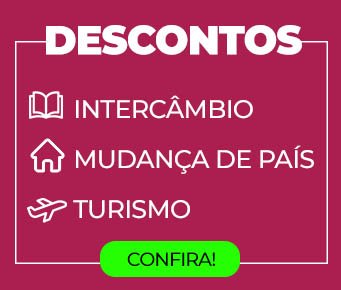 DESCONTOS
INTERCÂMBIO
MUDANÇA DE PAÍS
TURISMO
CONFIRA!